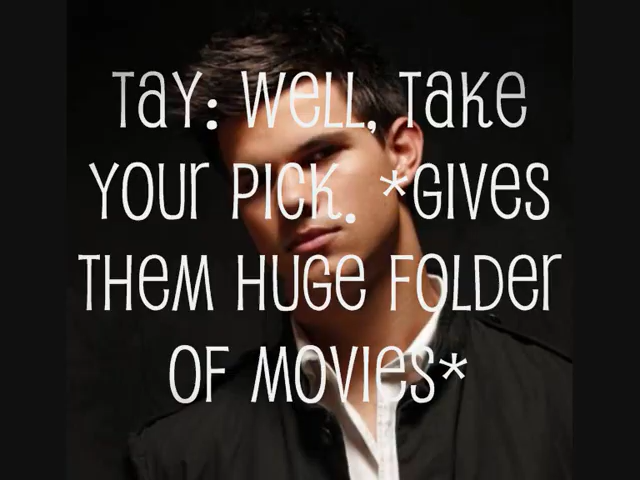 Tay: Well, Take
Your Pick. *Gives
Them Huge Folder
Of Movies*